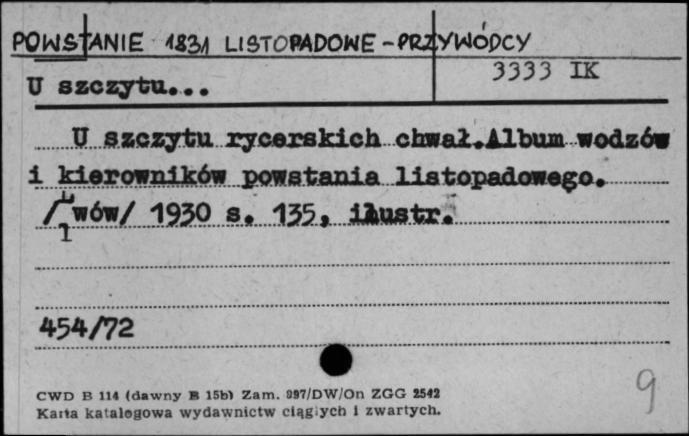 POWSTANIE 1831 LISTOPADOWE - PRZYWÓDCY
3333 IK
U szczytu...
U szczytu rycerskich chwał. Album wodzów
i kierowników powstania listopadowego.
/Lwów/ 1930 s. 135, ilustr.
454/72
9
CWD B 114 (dawny B 15b) Zam. 997/DW/On ZGG 2542
Karta katalogowa wydawnictw ciągłych i zwartych.